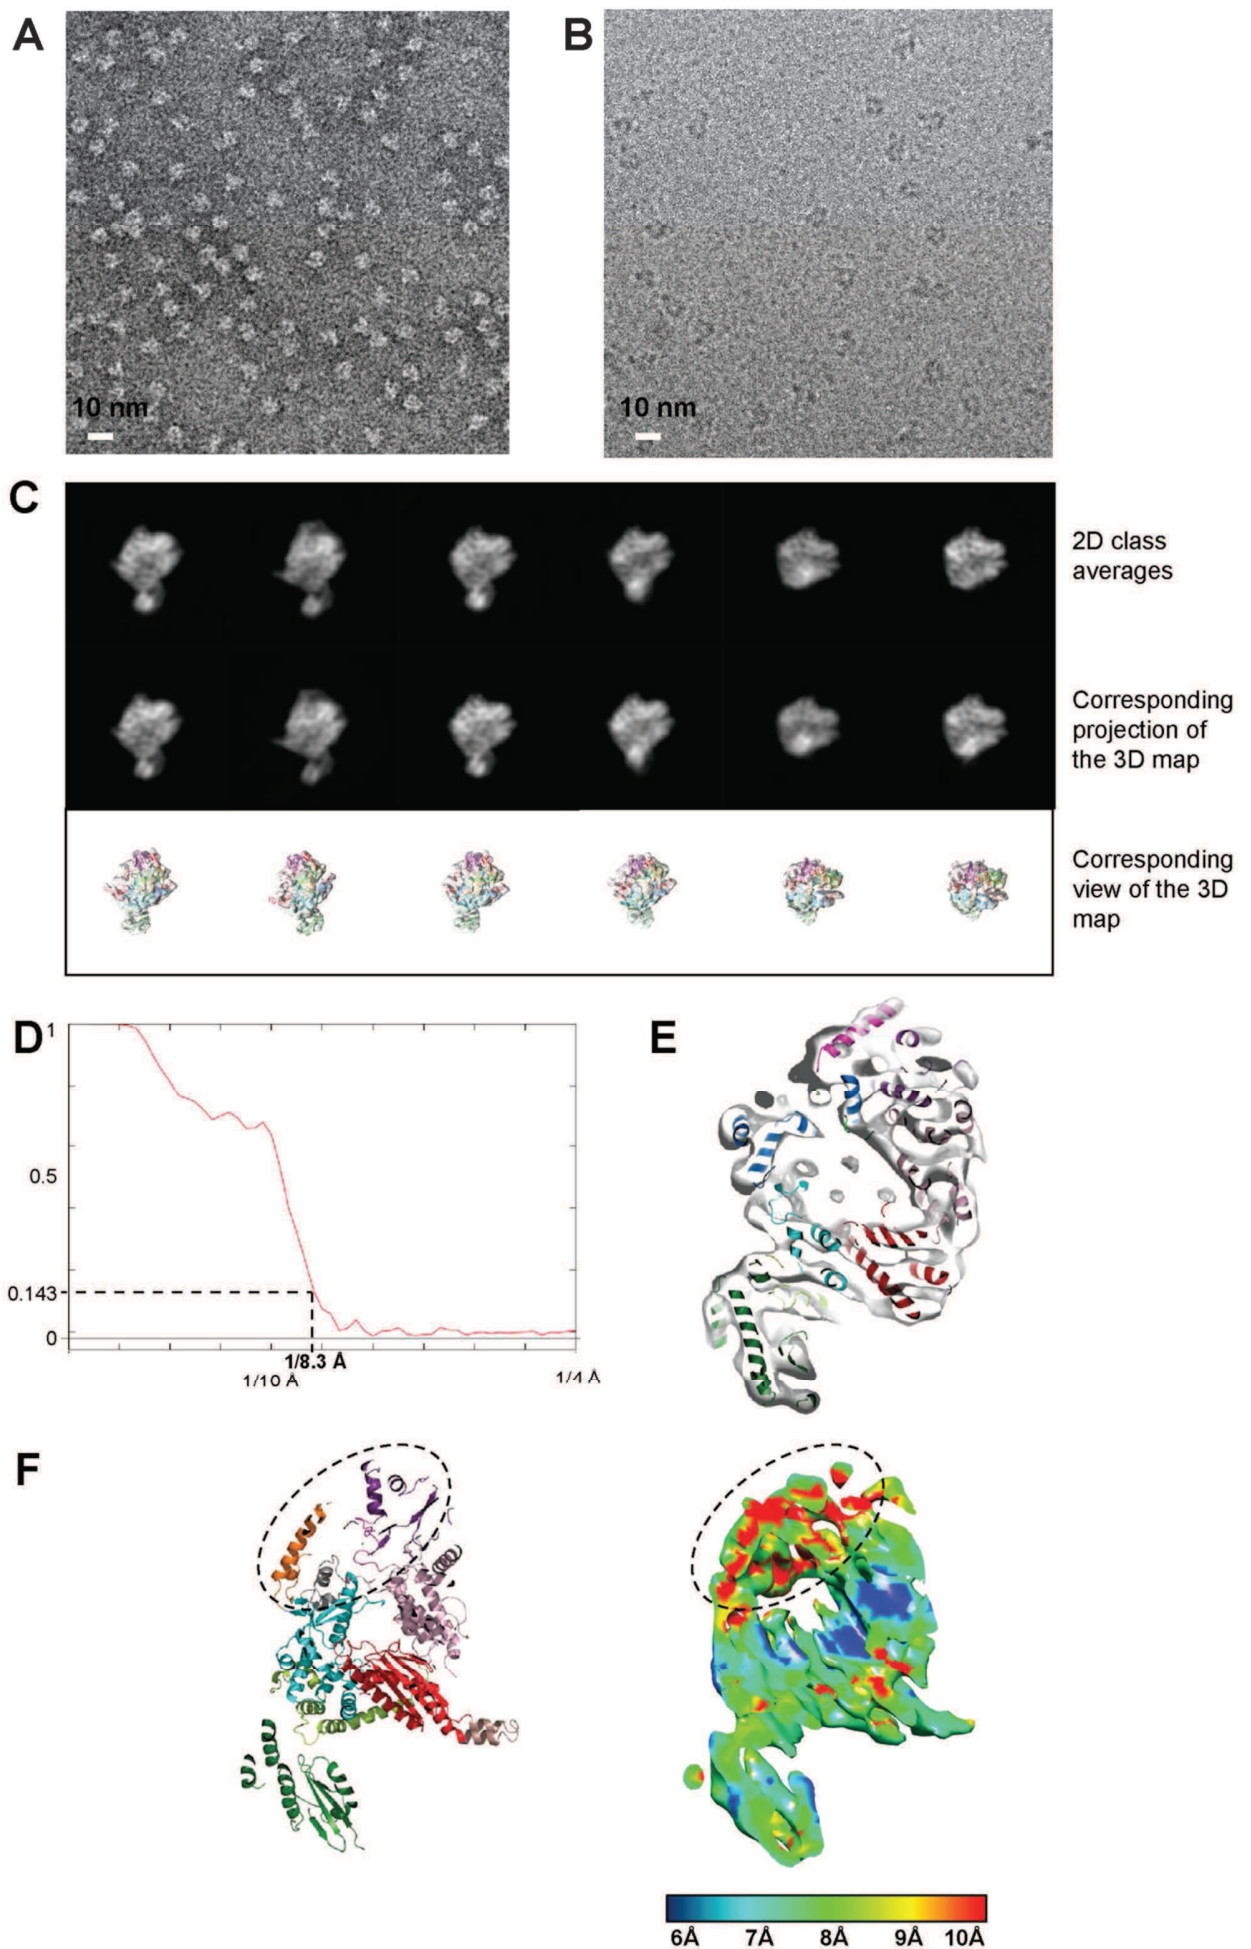 A
B
10 nm
10 nm
C
2D class
averages
Corresponding
projection of
the 3D map
Corresponding
view of the 3D
map
D
1
0.5
0.143
0
1/8.3 Å
1/10 Å
1/4 Å
E
F
6Å 7Å 8Å 9Å 10Å